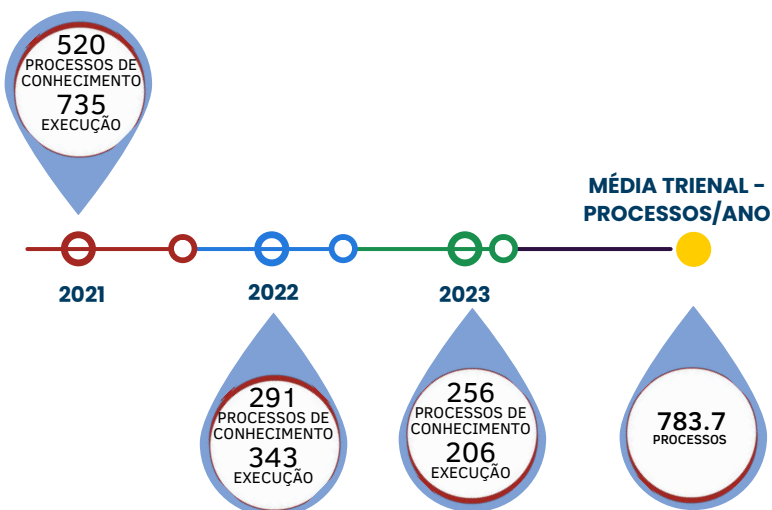 520
PROCESSOS DE
CONHECIMENTO
735
EXECUÇÃO
MÉDIA TRIENAL -
PROCESSOS/ANO
2021
2022
2023
291
PROCESSOS DE
CONHECIMENTO
343
EXECUÇÃO
256
PROCESSOS DE
CONHECIMENTO
206
EXECUÇÃO
783.7
PROCESSOS